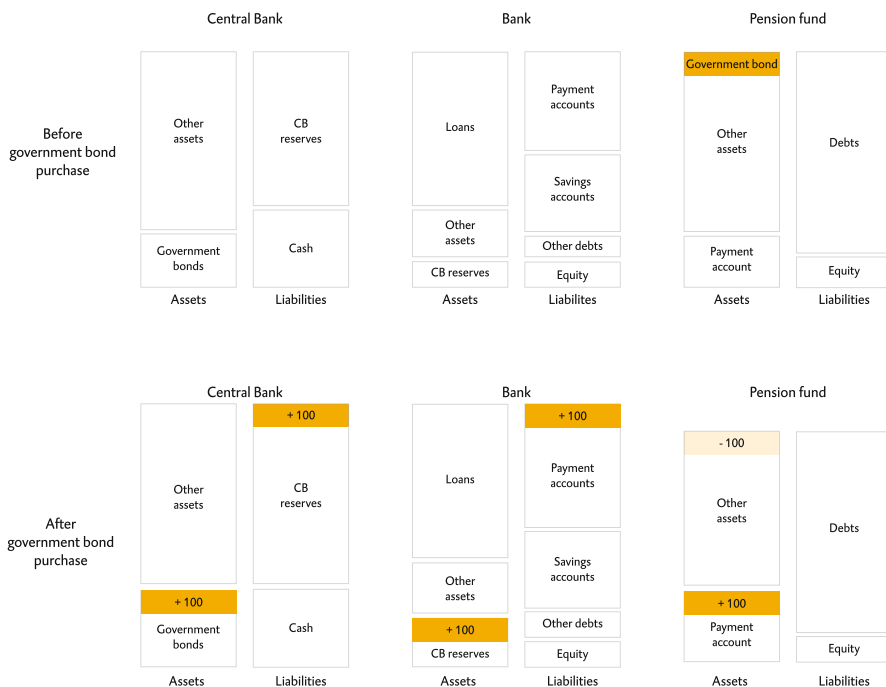 Central Bank
Bank
Pension fund
Before
government bond
purchase
Other
assets
Government
bonds
CB
reserves
Cash
Assets
Liabilities
Loans
Other
assets
CB reserves
Payment
accounts
Savings
accounts
Other debts
Equity
Assets
Liabilites
Government bond
Other
assets
Payment
account
Debts
Equity
Assets
Liabilities
Central Bank
Bank
Pension fund
After
government bond
purchase
Other
assets
+ 100
Government
bonds
+ 100
CB
reserves
Cash
Assets
Liabilities
Loans
Other
assets
+ 100
CB reserves
+ 100
Payment
accounts
Savings
accounts
Other debts
Equity
Assets
Liabilities
- 100
Other
assets
+ 100
Payment
account
Debts
Equity
Assets
Liabilities